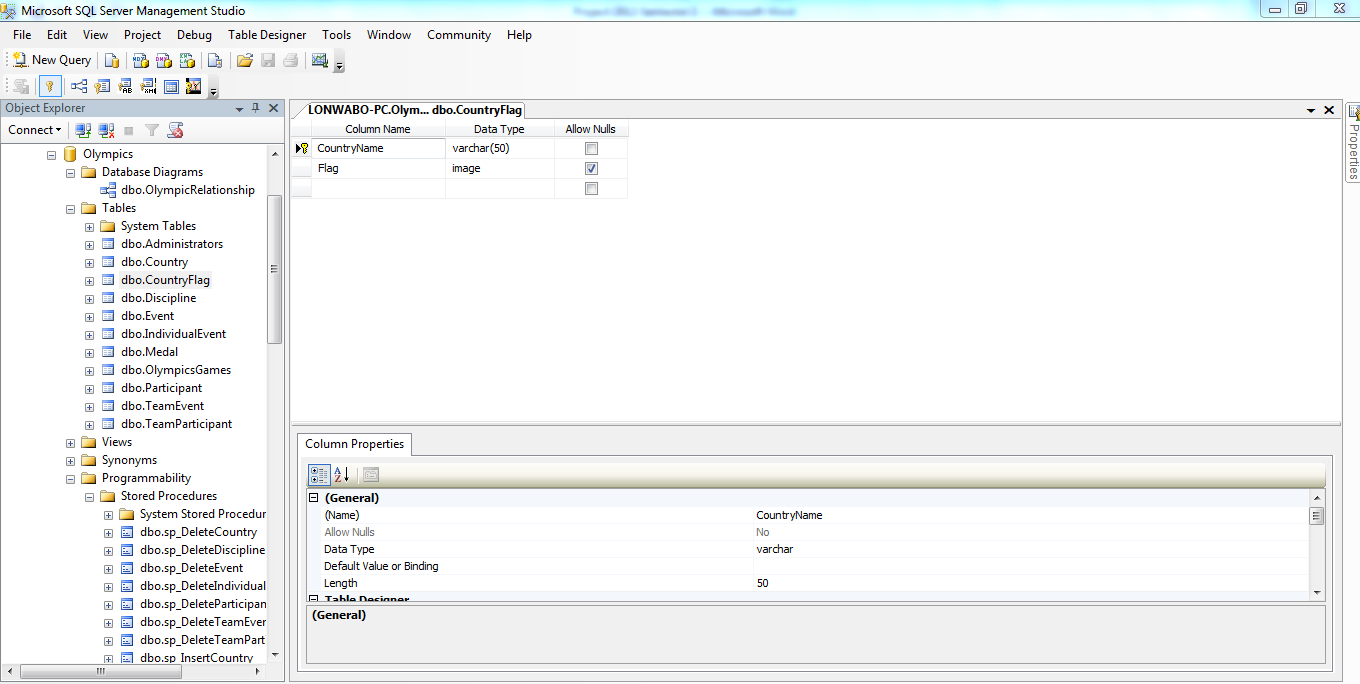 Microsoft SQL Server Management Studio
File Edit View Project Debug Table Designer Tools Window Community Help
New Query
Object Explorer
Connect
Olympics
Database Diagrams
dbo.OlympicRelationship
Tables
System Tables
dbo.Administrators
dbo.Country
dbo.CountryFlag
dbo.Discipline
dbo.Event
dbo.IndividualEvent
dbo.Medal
dbo.OlympicsGames
dbo.Participant
dbo.TeamEvent
dbo.TeamParticipant
Views
Synonyms
Programmability
Stored Procedures
System Stored Procedur
dbo.sp_DeleteCountry
dbo.sp_DeleteDiscipline
dbo.sp_DeleteEvent
dbo.sp_DeleteIndividual
dbo.sp_DeleteParticipan
dbo.sp_DeleteTeamEver
dbo.sp_DeleteTeamPart
dbo.sp_InsertCountry
LONWABO-PC.Olym... dbo.CountryFlag
Column Name Data Type Allow Nulls
CountryName varchar(50)
Flag image
Column Properties
(General)
(Name) CountryName
Allow Nulls No
Data Type varchar
Default Value or Binding
Length 50
Table Designer
(General)
Properties